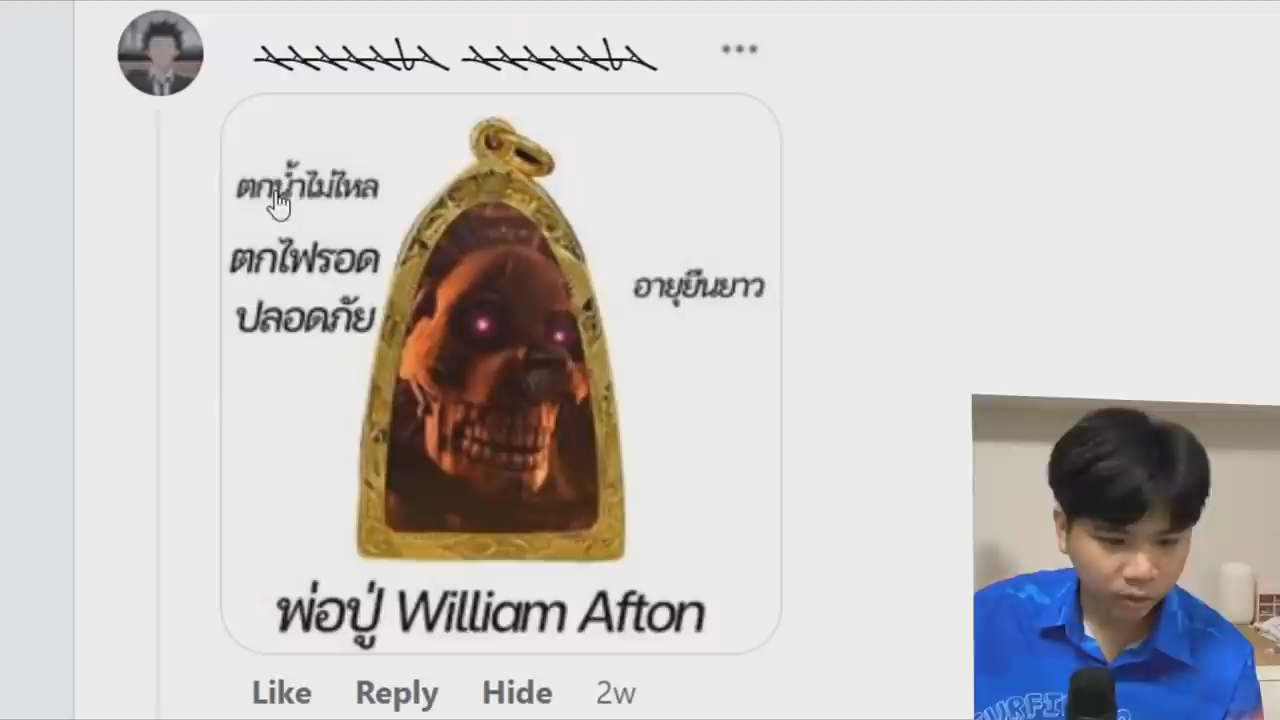 ตกน้ำไม่ไหล
ตกไฟรอด
ปลอดภัย
อายุยืนยาว
พ่อปู่ William Afton
Like Reply Hide 2w